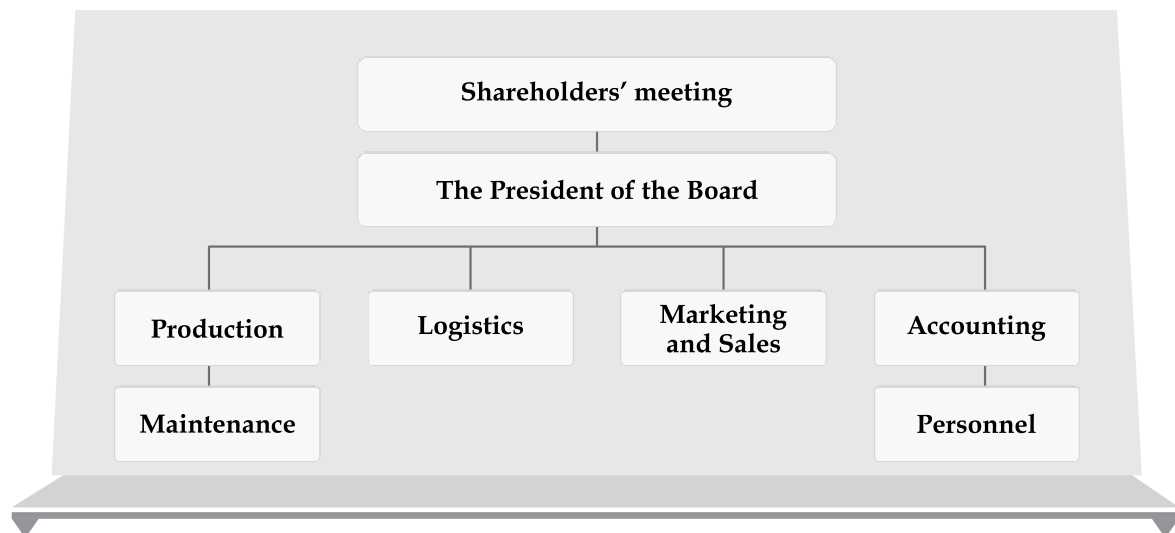 Shareholders’ meeting
The President of the Board
Production
Logistics
Marketing
and Sales
Accounting
Maintenance
Personnel